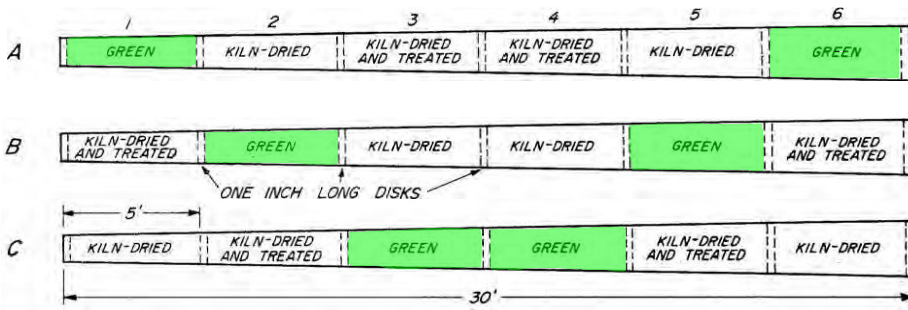 1 2 3 4 5 6
A GREEN KILN-DRIED KILN-DRIED AND TREATED KILN-DRIED AND TREATED KILN-DRIED GREEN
B KILN-DRIED AND TREATED GREEN KILN-DRIED KILN-DRIED GREEN KILN-DRIED AND TREATED
ONE INCH LONG DISKS
5'
C KILN-DRIED KILN-DRIED AND TREATED GREEN GREEN KILN-DRIED AND TREATED KILN-DRIED
30'